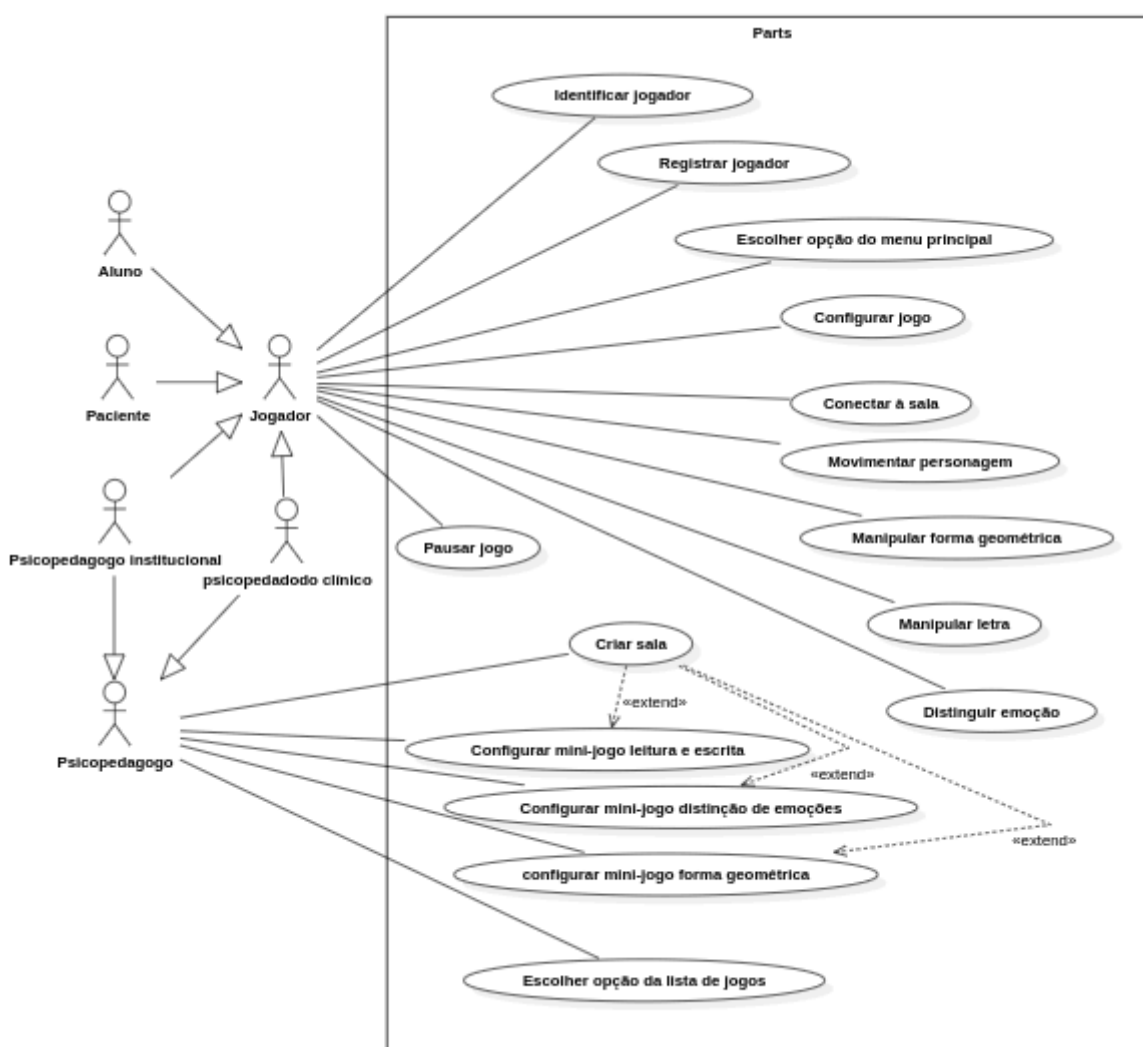 Parts
Identificar jogador
Registrar jogador
Escolher opção do menu principal
Aluno
Configurar jogo
Paciente
Jogador
Conectar à sala
Movimentar personagem
Manipular forma geométrica
Pausar jogo
Psicopedagogo institucional
psicopedadodo clínico
Manipular letra
Criar sala
«extend»
Distinguir emoção
Configurar mini-jogo leitura e escrita
Psicopedagogo
«extend»
Configurar mini-jogo distinção de emoções
«extend»
configurar mini-jogo forma geométrica
Escolher opção da lista de jogos